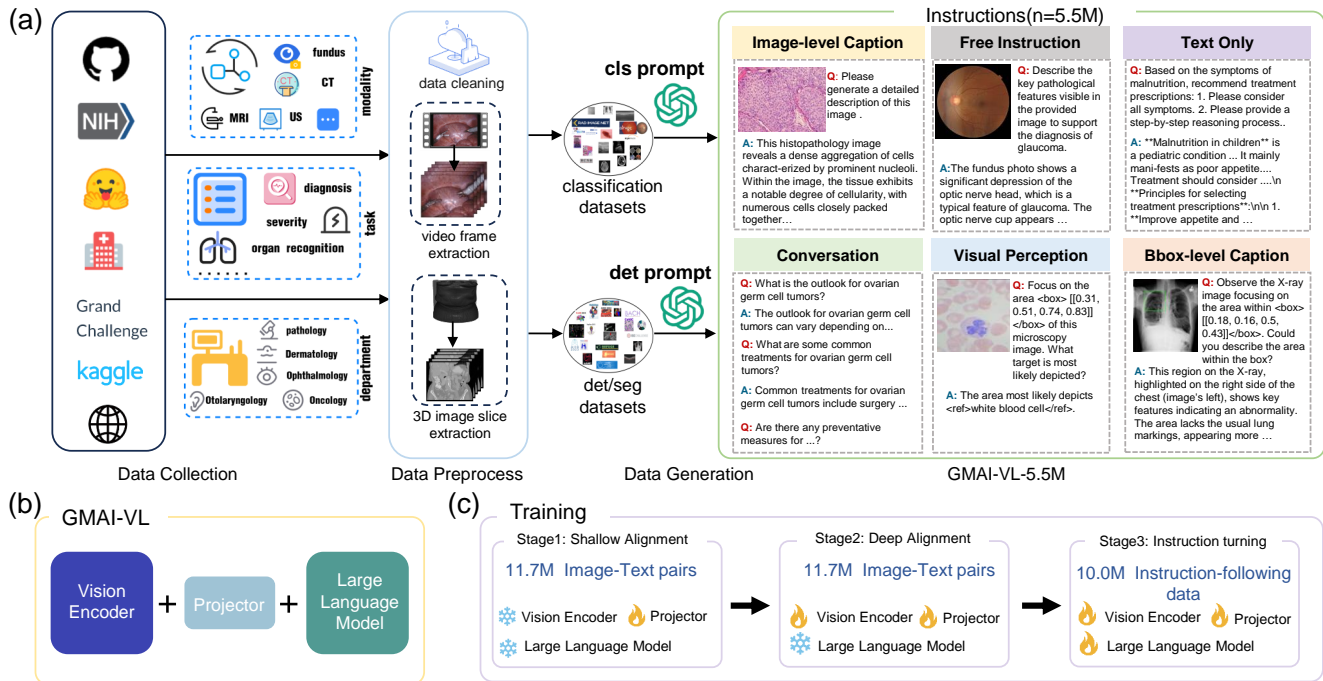 (a)
NIH
Grand
Challenge
kaggle
Data Collection
fundus
CT
MRI
US
modality
diagnosis
severity
organ recognition
task
pathology
Dermatology
Ophthalmology
Otolaryngology
Oncology
department
data cleaning
video frame
extraction
3D image slice
extraction
Data Preprocess
cls prompt
classification
datasets
det prompt
det/seg
datasets
Data Generation
Instructions(n=5.5M)
Image-level Caption
Q: Please
generate a detailed
description of this
image .
A: This histopathology image
reveals a dense aggregation of cells
charact-erized by prominent nucleoli.
Within the image, the tissue exhibits
a notable degree of cellularity, with
numerous cells closely packed
together…
Free Instruction
Q: Describe the
key pathological
features visible in
the provided
image to support
the diagnosis of
glaucoma.
A:The fundus photo shows a
significant depression of the
optic nerve head, which is a
typical feature of glaucoma. The
optic nerve cup appears …
Text Only
Q: Based on the symptoms of
malnutrition, recommend treatment
prescriptions: 1. Please consider
all symptoms. 2. Please provide a
step-by-step reasoning process..
A: **Malnutrition in children** is
a pediatric condition ... It mainly
mani-fests as poor appetite....
Treatment should consider ....\n
**Principles for selecting
treatment prescriptions**:\n\n 1.
**Improve appetite and …
Conversation
Q: What is the outlook for ovarian
germ cell tumors?
A: The outlook for ovarian germ cell
tumors can vary depending on...
Q: What are some common
treatments for ovarian germ cell
tumors?
A: Common treatments for ovarian
germ cell tumors include surgery ...
Q: Are there any preventative
measures for ...?
Visual Perception
Q: Focus on the
area <box> [[0.31,
0.51, 0.74, 0.83]]
</box> of this
microscopy
image. What
target is most
likely depicted?
A: The area most likely depicts
<ref>white blood cell</ref>.
Bbox-level Caption
Q: Observe the X-ray
image focusing on
the area within <box>
[[0.18, 0.16, 0.5,
0.43]]</box>. Could
you describe the area
within the box?
A: This region on the X-ray,
highlighted on the right side of the
chest (image's left), shows key
features indicating an abnormality.
The area lacks the usual lung
markings, appearing more …
GMAI-VL-5.5M
(b)
GMAI-VL
Vision
Encoder
+
Projector
+
Large
Language
Model
(c)
Training
Stage1: Shallow Alignment
11.7M Image-Text pairs
Vision Encoder
Projector
Large Language Model
Stage2: Deep Alignment
11.7M Image-Text pairs
Vision Encoder
Projector
Large Language Model
Stage3: Instruction turning
10.0M Instruction-following
data
Vision Encoder
Projector
Large Language Model